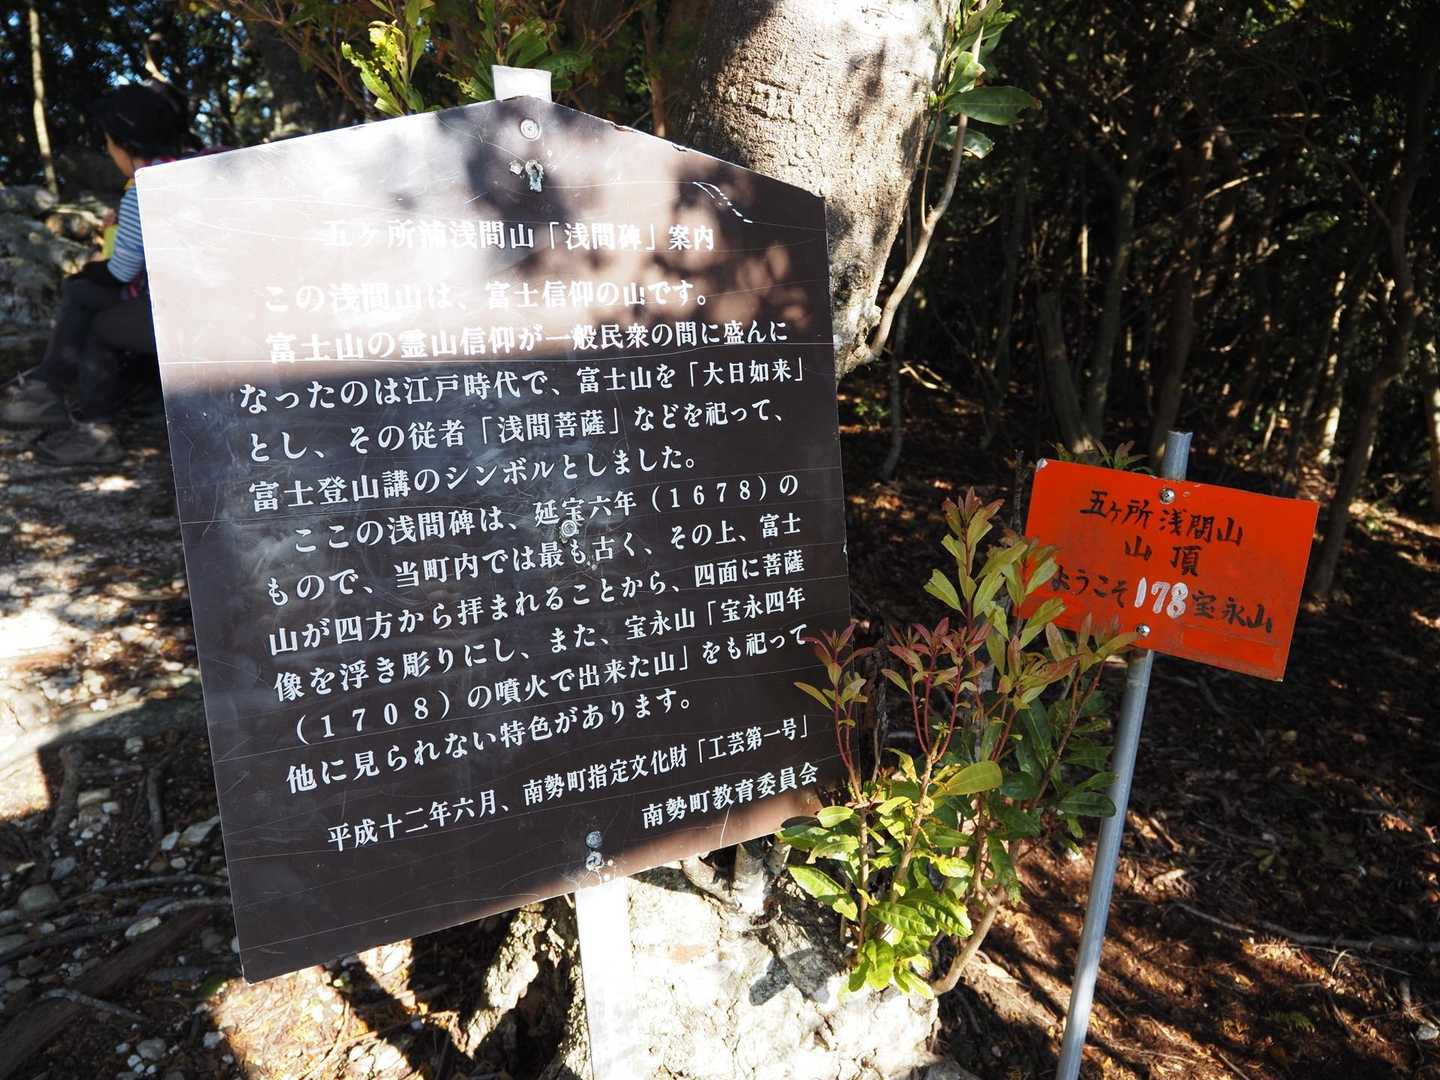 五ヶ所浦浅間山「浅間碑」案内
この浅間山は、富士信仰の山です。
富士山の霊山信仰が一般民衆の間に盛んに
なったのは江戸時代で、富士山を「大日如来」
とし、その従者「浅間菩薩」などを祀って、
富士登山講のシンボルとしました。
ここの浅間碑は、延宝六年(1678)の
もので、当町内では最も古く、その上、富士
山が四方から拝まれることから、四面に菩薩
像を浮き彫りにし、また、宝永山「宝永四年
(1708)の噴火で出来た山」をも祀って
他に見られない特色があります。
平成十二年六月、南勢町指定文化財「工芸第一号」
南勢町教育委員会
五ヶ所浅間山
山頂
ようこそ178宝永山